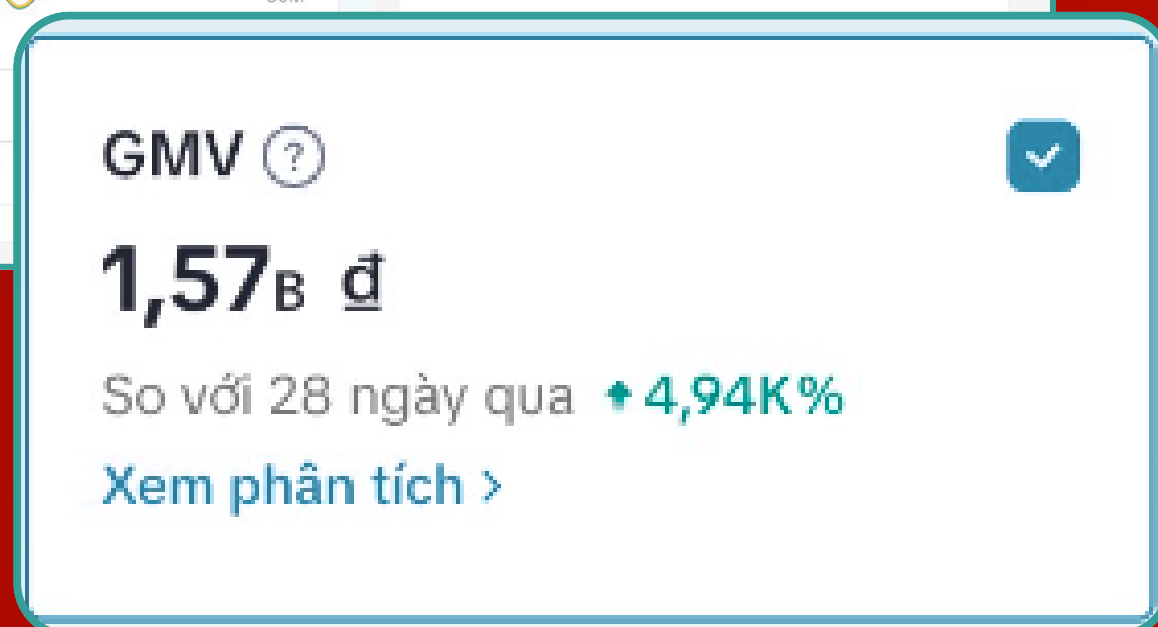 GMV ?
1,57B ₫
So với 28 ngày qua 4,94K%
Xem phân tích >